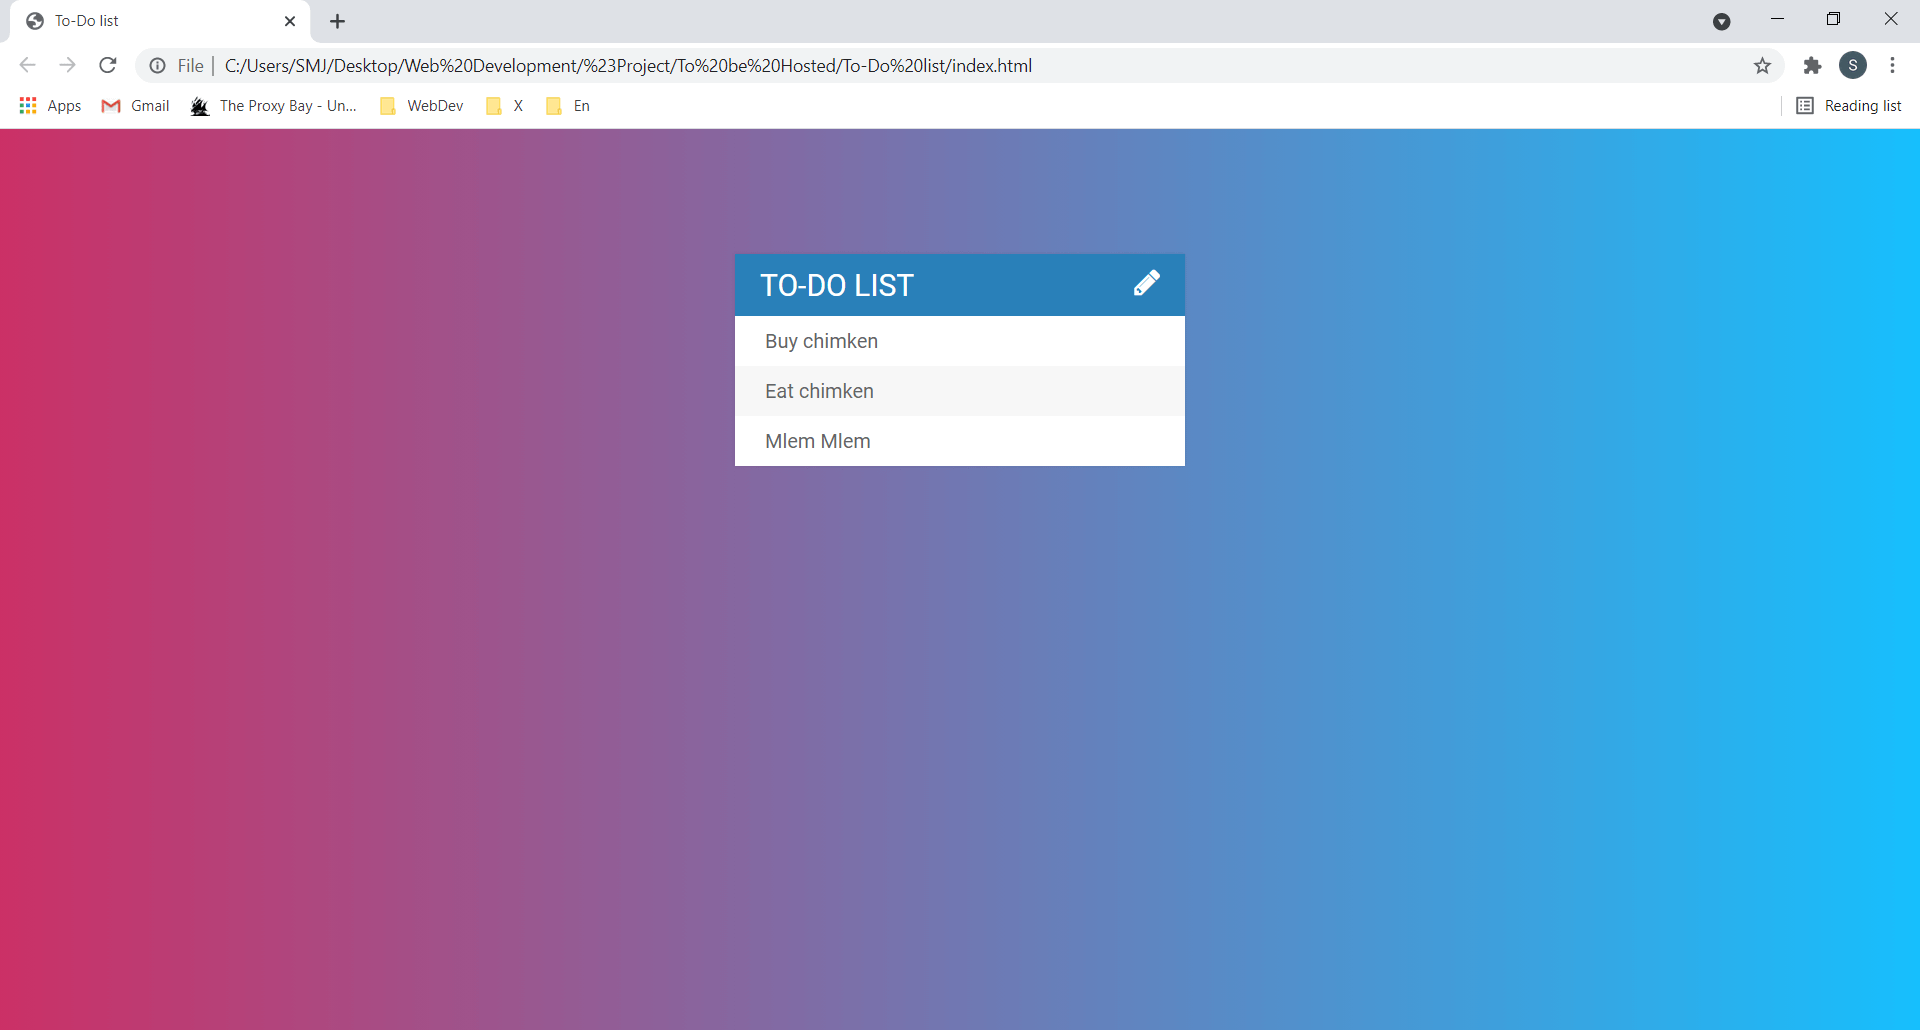 To-Do list
File | C:/Users/SMJ/Desktop/Web%20Development/%23Project/To%20be%20Hosted/To-Do%20list/index.html
S
Apps Gmail The Proxy Bay - Un... WebDev X En Reading list
TO-DO LIST
Buy chimken
Eat chimken
Mlem Mlem